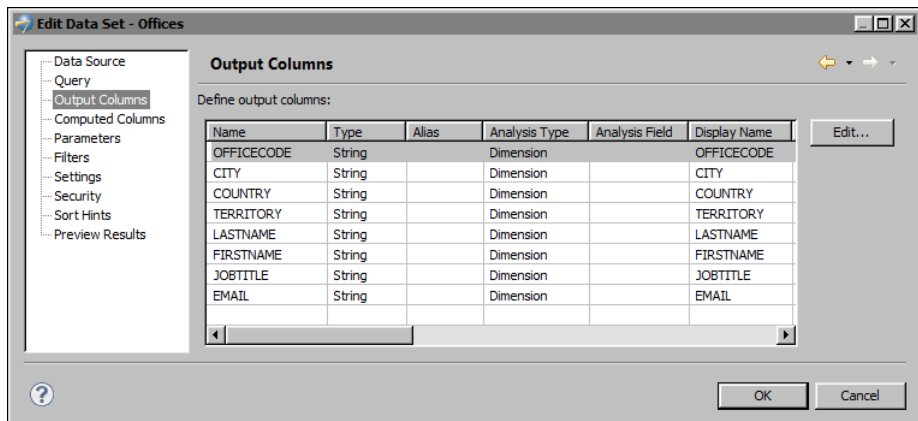 Edit Data Set - Offices
Data Source
Query
Output Columns
Computed Columns
Parameters
Filters
Settings
Security
Sort Hints
Preview Results
Output Columns
Define output columns:
Name Type Alias Analysis Type Analysis Field Display Name
OFFICECODE String Dimension OFFICECODE
CITY String Dimension CITY
COUNTRY String Dimension COUNTRY
TERRITORY String Dimension TERRITORY
LASTNAME String Dimension LASTNAME
FIRSTNAME String Dimension FIRSTNAME
JOBTITLE String Dimension JOBTITLE
EMAIL String Dimension EMAIL
Edit...
?
OK Cancel